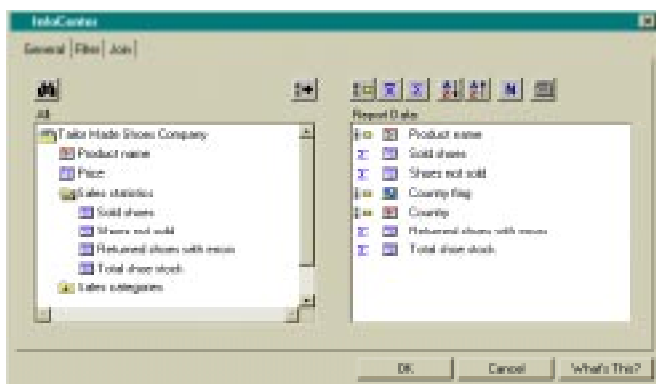 InfoCenter
General Filter Join
All
Tailor Made Shoes Company
Product name
Price
Sales statistics
Sold shoes
Shoes not sold
Returned shoes with errors
Total shoe stock
Sales categories
Report Data
Product name
Sold shoes
Shoes not sold
Country flag
Country
Returned shoes with errors
Total shoe stock
OK Cancel What's This?